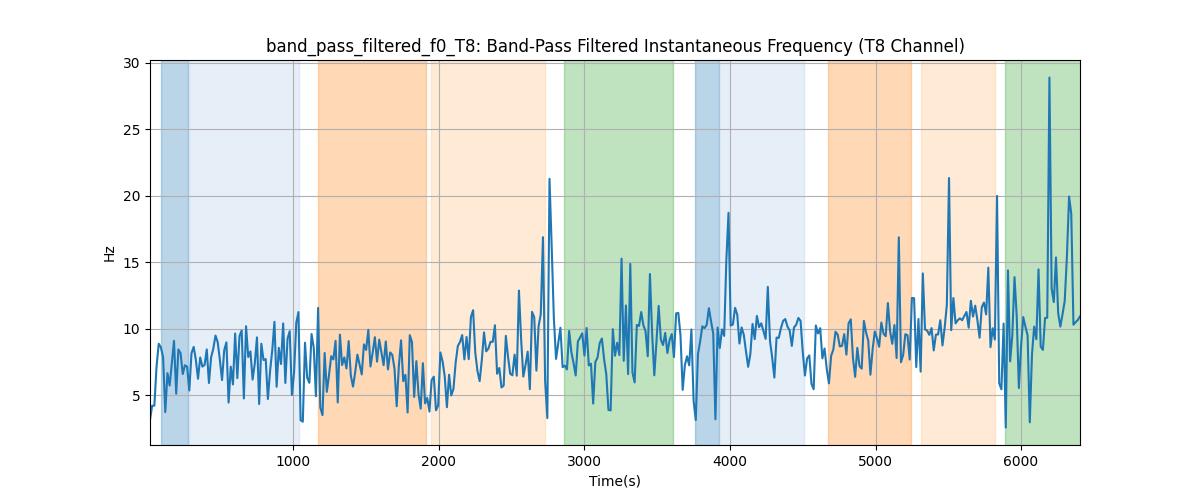 band_pass_filtered_f0_T8: Band-Pass Filtered Instantaneous Frequency (T8 Channel)
30
25
20
15
10
5
Hz
1000 2000 3000 4000 5000 6000
Time(s)